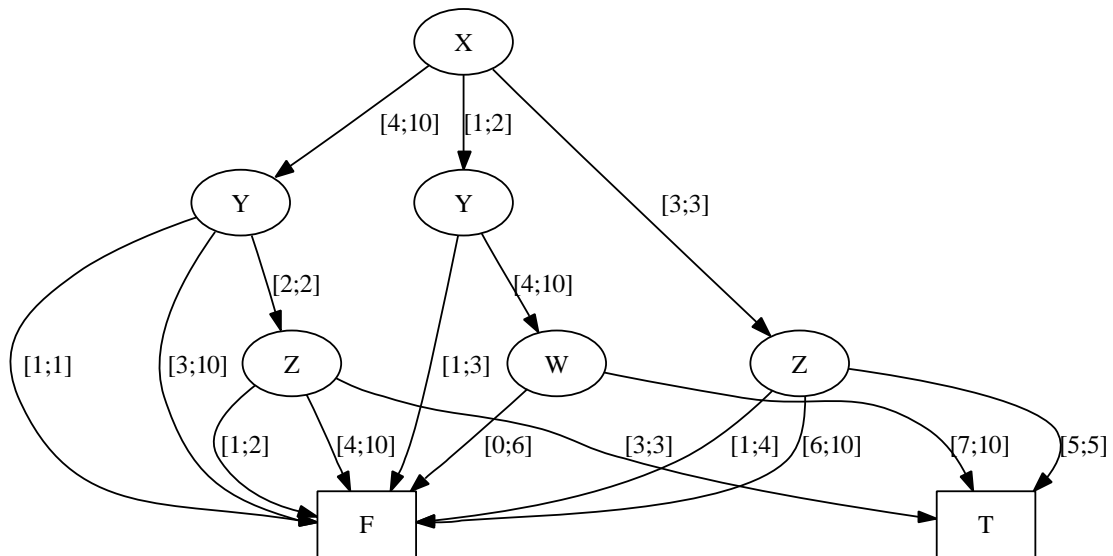 X
[4;10] [1;2]
Y Y [3;3]
[2;2] [4;10]
Z W Z
[1;1] [3;10] [1;3]
[1;2] [4;10] [0;6] [3;3] [1;4] [6;10] [7;10] [5;5]
F T